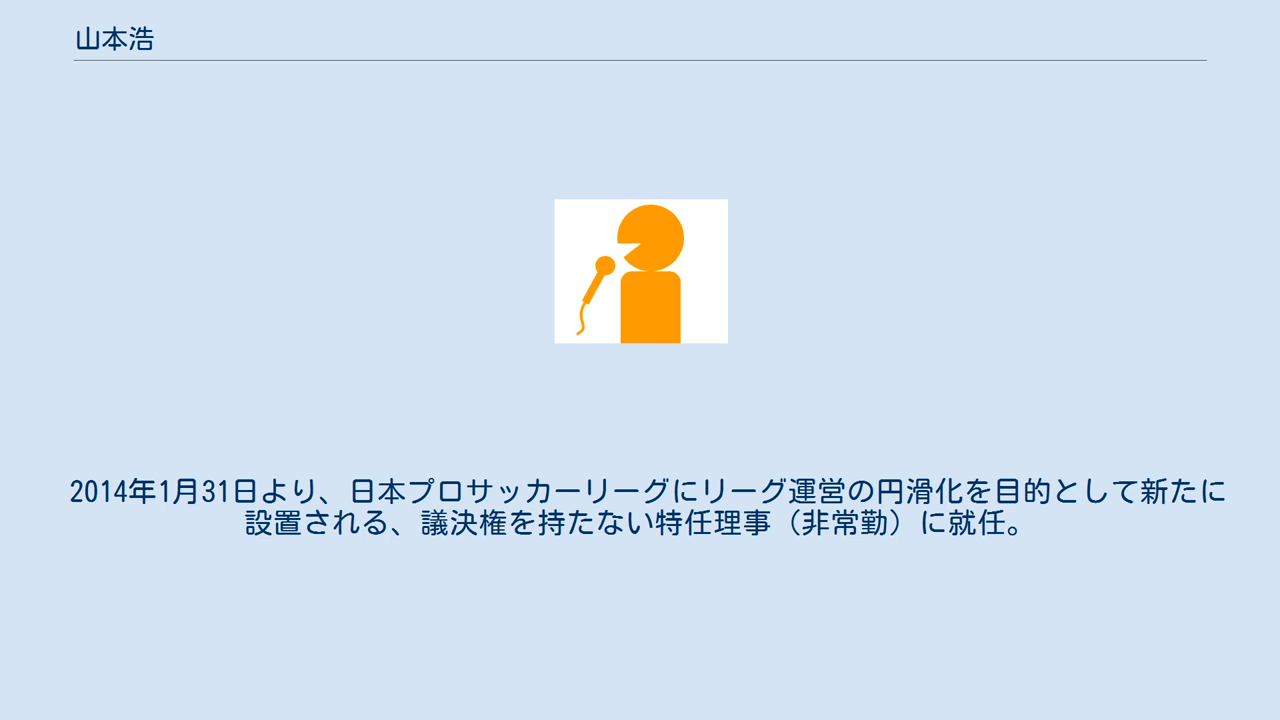 山本浩
2014年1月31日より、日本プロサッカーリーグにリーグ運営の円滑化を目的として新たに
設置される、議決権を持たない特任理事（非常勤）に就任。